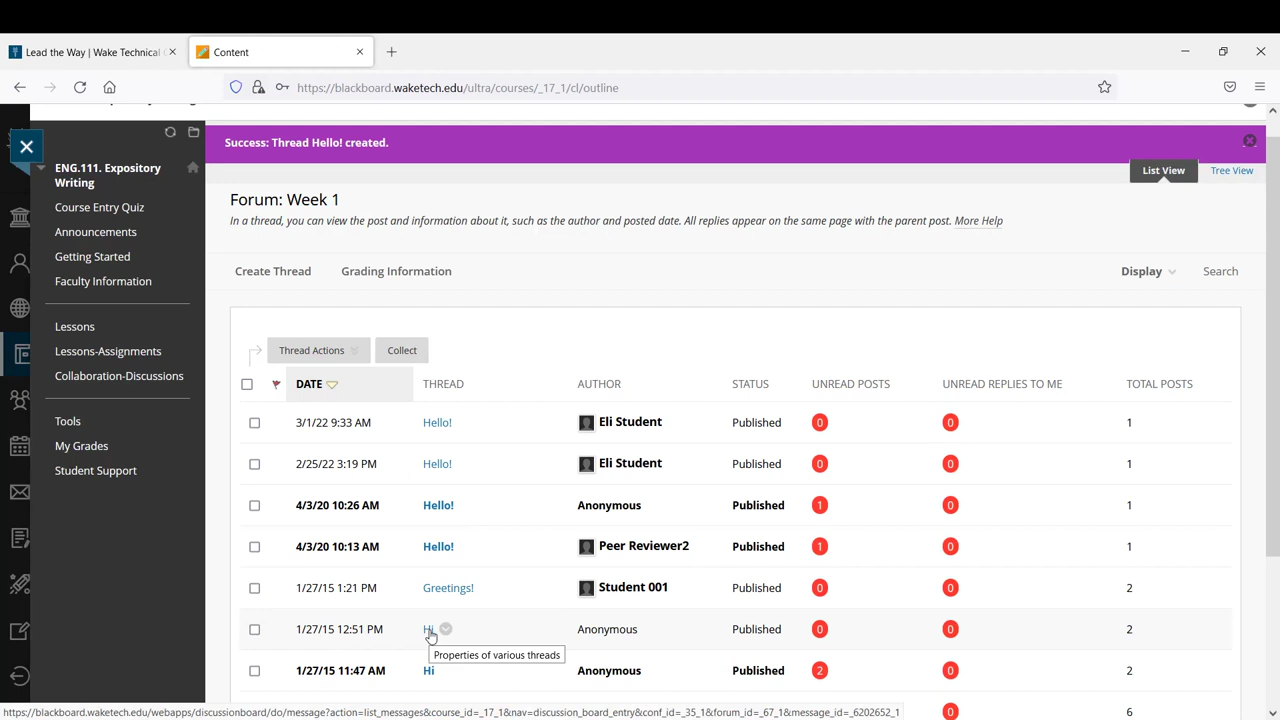 Lead the Way | Wake Technical C
Content
https://blackboard.waketech.edu/ultra/courses/_17_1/cl/outline
Success: Thread Hello! created.
List View
Tree View
ENG.111. Expository
Writing
Course Entry Quiz
Announcements
Getting Started
Faculty Information
Lessons
Lessons-Assignments
Collaboration-Discussions
Tools
My Grades
Student Support
Forum: Week 1
In a thread, you can view the post and information about it, such as the author and posted date. All replies appear on the same page with the parent post. More Help
Create Thread
Grading Information
Display
Search
Thread Actions
Collect
DATE THREAD AUTHOR STATUS UNREAD POSTS UNREAD REPLIES TO ME TOTAL POSTS
3/1/22 9:33 AM Hello! Eli Student Published 0 0 1
2/25/22 3:19 PM Hello! Eli Student Published 0 0 1
4/3/20 10:26 AM Hello! Anonymous Published 1 0 1
4/3/20 10:13 AM Hello! Peer Reviewer2 Published 1 0 1
1/27/15 1:21 PM Greetings! Student 001 Published 0 0 2
1/27/15 12:51 PM Hi Anonymous Published 0 0 2
Properties of various threads
1/27/15 11:47 AM Hi Anonymous Published 2 0 2
0 6
https://blackboard.waketech.edu/webapps/discussionboard/do/message?action=list_messages&course_id=_17_1&nav=discussion_board_entry&conf_id=_35_1&forum_id=_67_1&message_id=_6202652_1